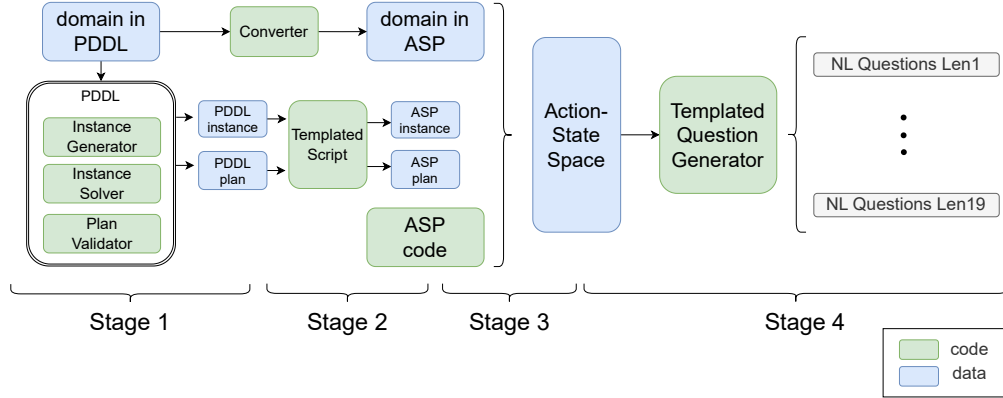 domain in
PDDL
Converter
domain in
ASP
PDDL
Instance
Generator
Instance
Solver
Plan
Validator
PDDL
instance
PDDL
plan
Templated
Script
ASP
instance
ASP
plan
ASP
code
Action-
State
Space
Templated
Question
Generator
NL Questions Len1
NL Questions Len19
Stage 1
Stage 2
Stage 3
Stage 4
code
data